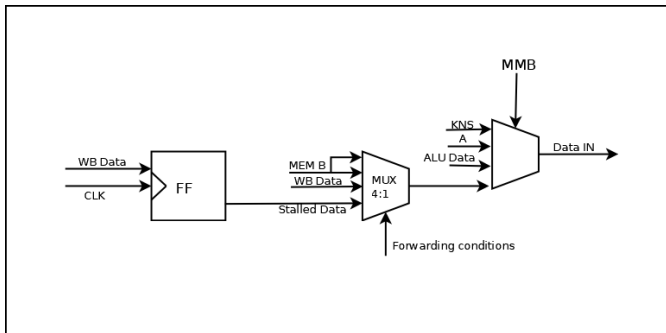 MMB
KNS
A
ALU Data
Data IN
WB Data
CLK
FF
MEM B
WB Data
Stalled Data
MUX
4:1
Forwarding conditions